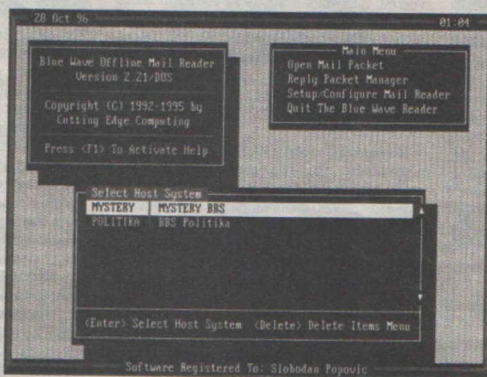 28 Oct 96
01:04
Blue Wave Offline Mail Reader
Version 2.21/DOS
Copyright (C) 1992-1995 by
Cutting Edge Computing
Press <F1> To Activate Help
Main Menu
Open Mail Packet
Reply Packet Manager
Setup/Configure Mail Reader
Quit The Blue Wave Reader
Select Host System
MYSTERY MYSTERY BBS
POLITIKA BBS Politika
<Enter> Select Host System <Delete> Delete Items Menu
Software Registered To: Slobodan Popovic